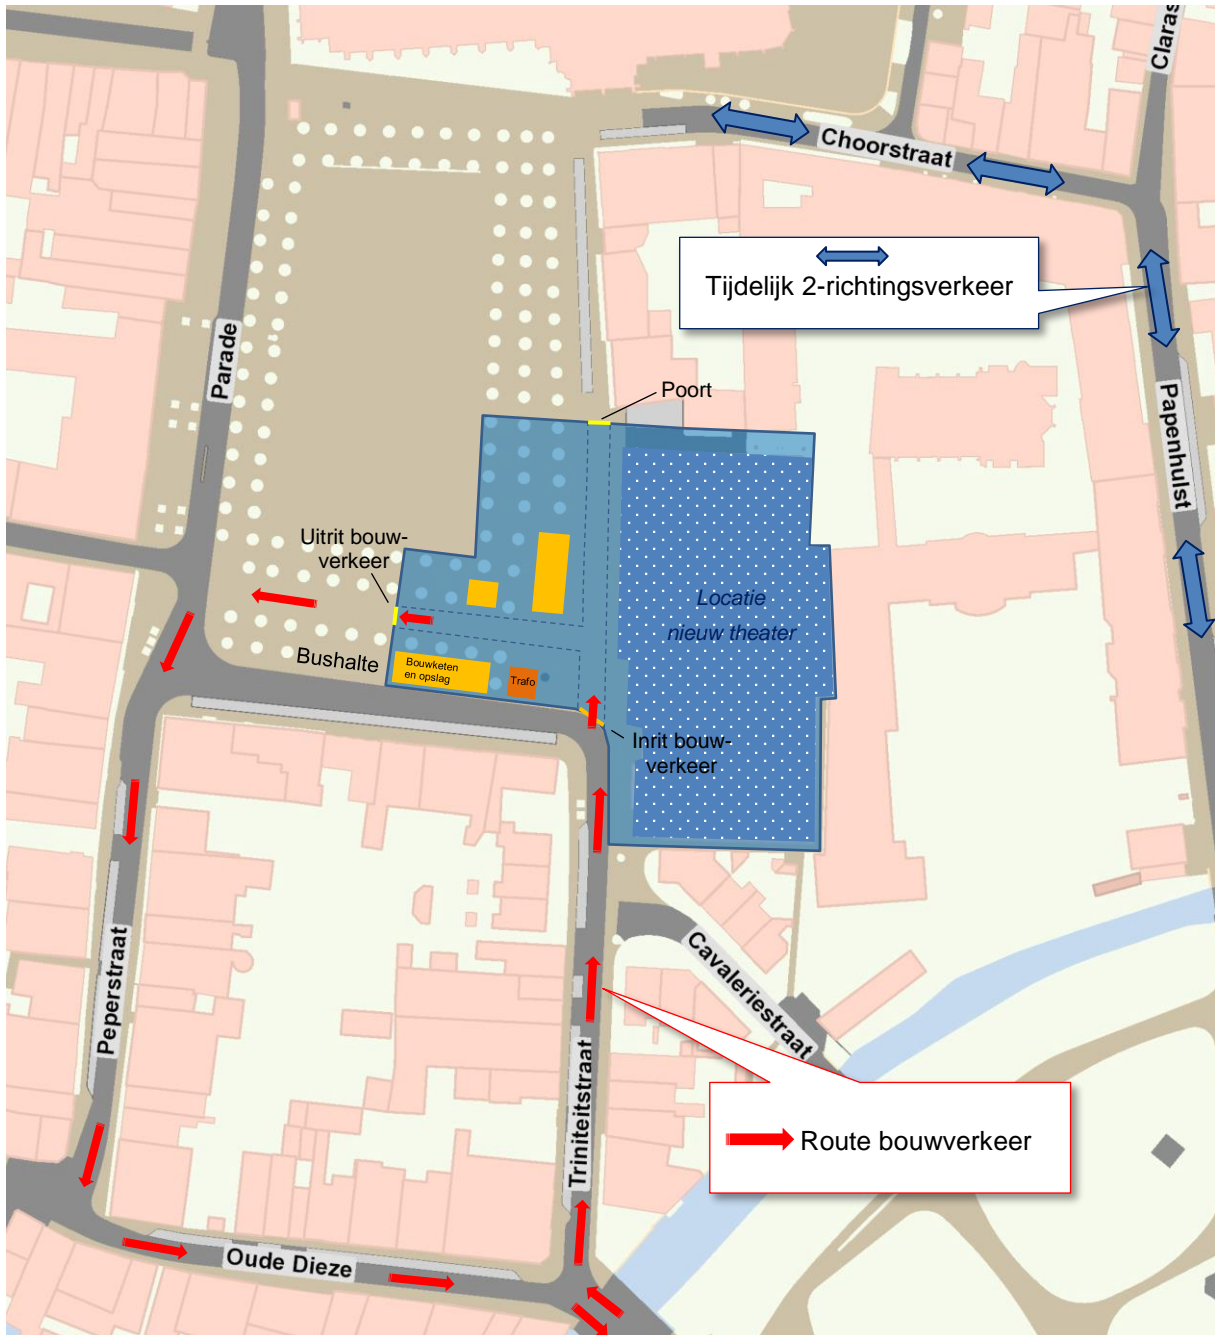 Claras
Choorstraat
Tijdelijk 2-richtingsverkeer
Parade
Poort
Papenhulst
Uitrit bouw-
verkeer
Locatie
nieuw theater
Bushalte
Bouwketen
en opslag
Trafo
Inrit bouw-
verkeer
Peperstraat
Cavaleriestraat
Triniteitstraat
Route bouwverkeer
Oude Dieze